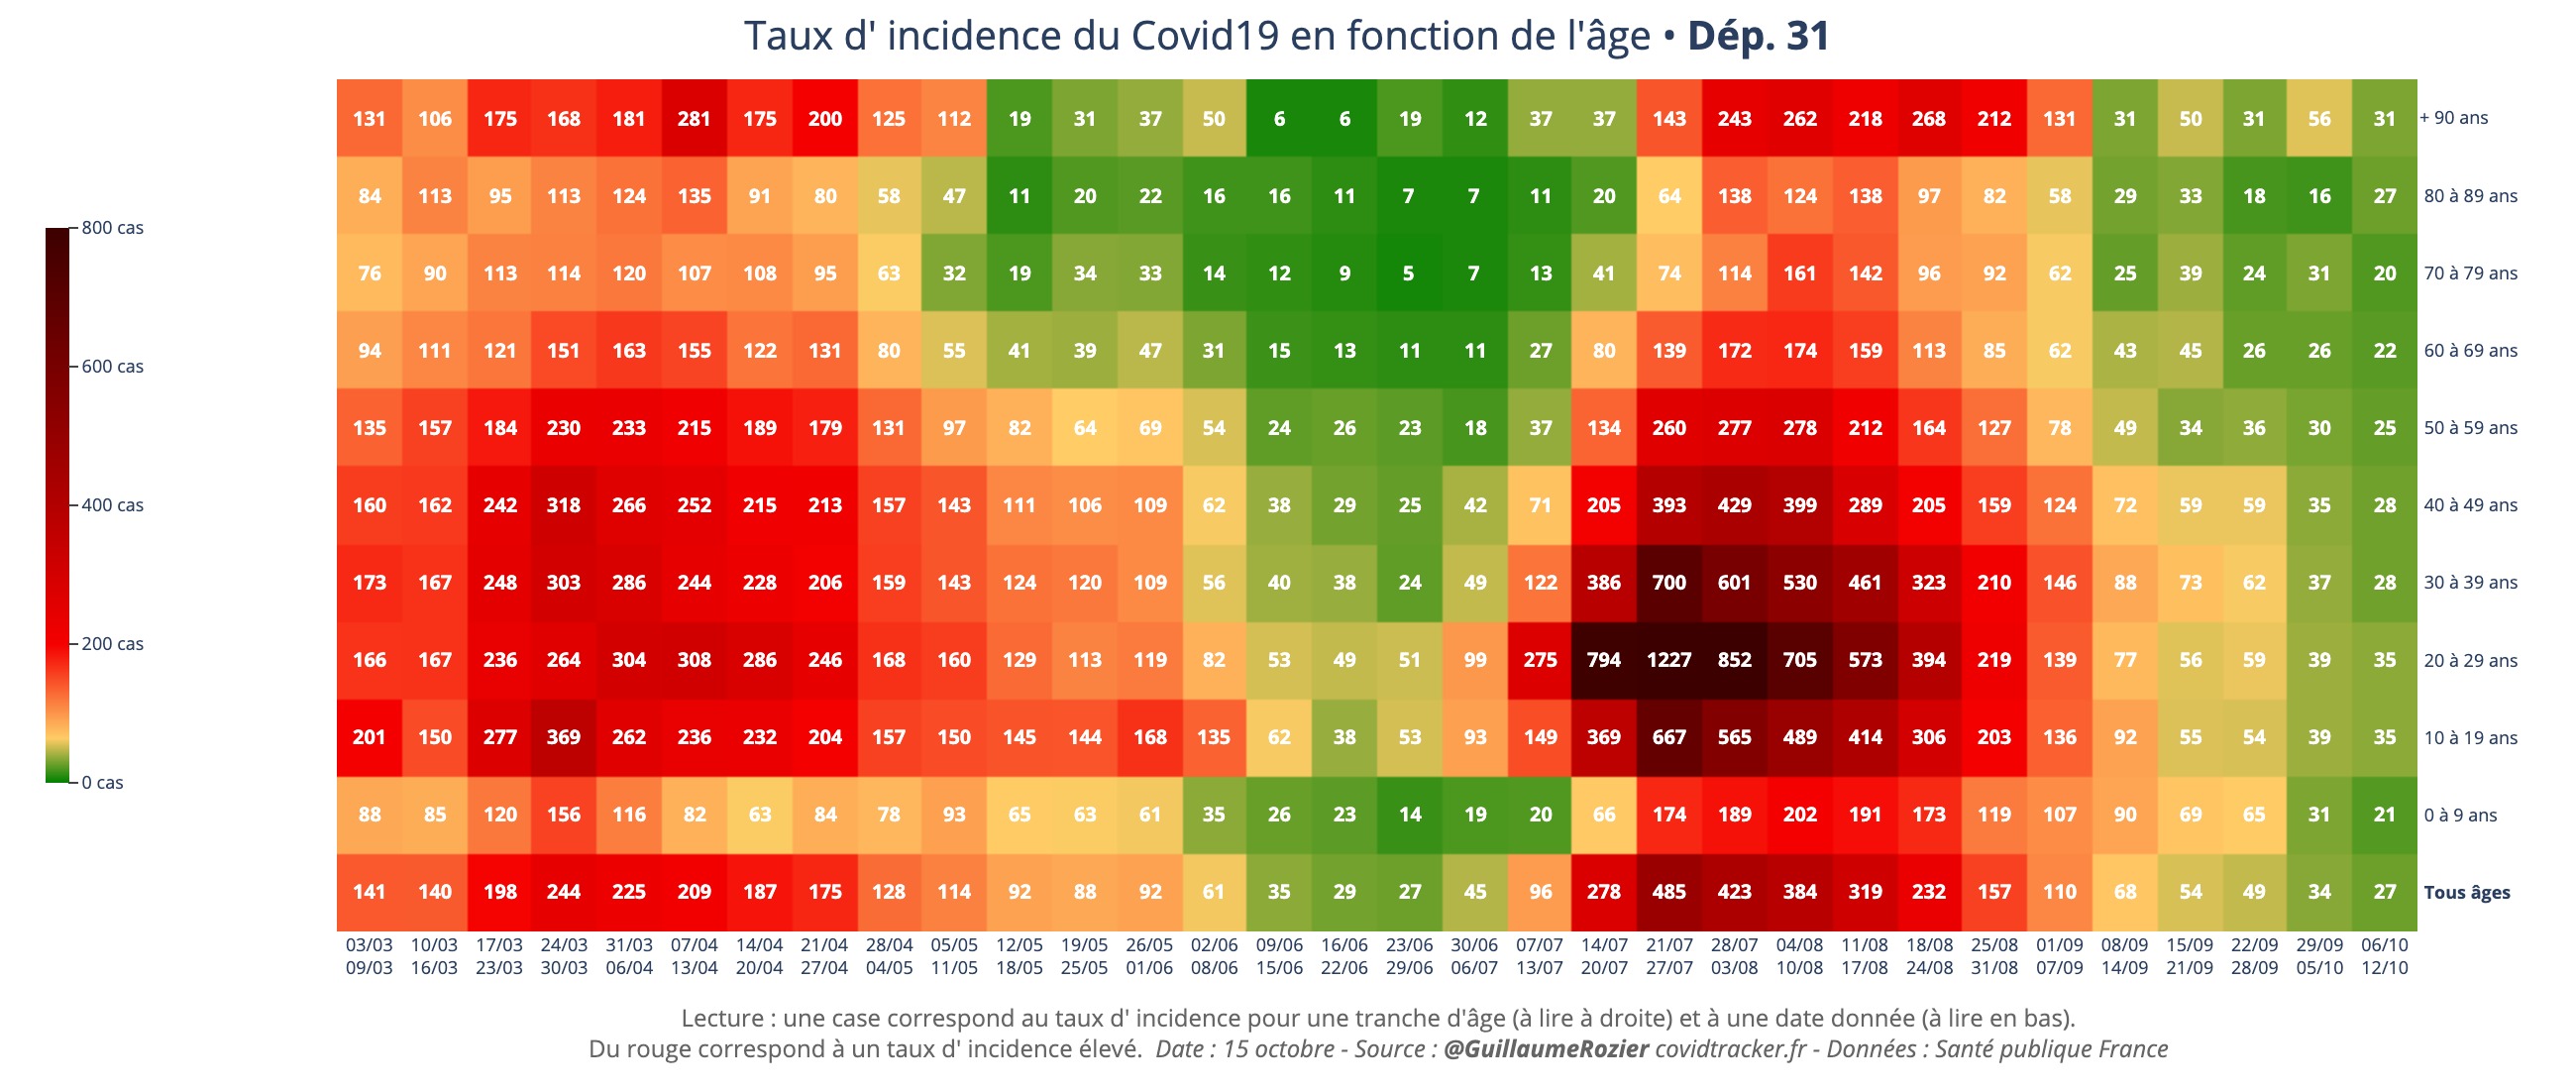 Taux d' incidence du Covid19 en fonction de l'âge • Dép. 31
800 cas
600 cas
400 cas
200 cas
0 cas
131 106 175 168 181 281 175 200 125 112 19 31 37 50 6 6 19 12 37 37 143 243 262 218 268 212 131 31 50 31 56 31 + 90 ans
84 113 95 113 124 135 91 80 58 47 11 20 22 16 16 11 7 7 11 20 64 138 124 138 97 82 58 29 33 18 16 27 80 à 89 ans
76 90 113 114 120 107 108 95 63 32 19 34 33 14 12 9 5 7 13 41 74 114 161 142 96 92 62 25 39 24 31 20 70 à 79 ans
94 111 121 151 163 155 122 131 80 55 41 39 47 31 15 13 11 11 27 80 139 172 174 159 113 85 62 43 45 26 26 22 60 à 69 ans
135 157 184 230 233 215 189 179 131 97 82 64 69 54 24 26 23 18 37 134 260 277 278 212 164 127 78 49 34 36 30 25 50 à 59 ans
160 162 242 318 266 252 215 213 157 143 111 106 109 62 38 29 25 42 71 205 393 429 399 289 205 159 124 72 59 59 35 28 40 à 49 ans
173 167 248 303 286 244 228 206 159 143 124 120 109 56 40 38 24 49 122 386 700 601 530 461 323 210 146 88 73 62 37 28 30 à 39 ans
166 167 236 264 304 308 286 246 168 160 129 113 119 82 53 49 51 99 275 794 1227 852 705 573 394 219 139 77 56 59 39 35 20 à 29 ans
201 150 277 369 262 236 232 204 157 150 145 144 168 135 62 38 53 93 149 369 667 565 489 414 306 203 136 92 55 54 39 35 10 à 19 ans
88 85 120 156 116 82 63 84 78 93 65 63 61 35 26 23 14 19 20 66 174 189 202 191 173 119 107 90 69 65 31 21 0 à 9 ans
141 140 198 244 225 209 187 175 128 114 92 88 92 61 35 29 27 45 96 278 485 423 384 319 232 157 110 68 54 49 34 27 Tous âges
03/03 10/03 17/03 24/03 31/03 07/04 14/04 21/04 28/04 05/05 12/05 19/05 26/05 02/06 09/06 16/06 23/06 30/06 07/07 14/07 21/07 28/07 04/08 11/08 18/08 25/08 01/09 08/09 15/09 22/09 29/09 06/10
09/03 16/03 23/03 30/03 06/04 13/04 20/04 27/04 04/05 11/05 18/05 25/05 01/06 08/06 15/06 22/06 29/06 06/07 13/07 20/07 27/07 03/08 10/08 17/08 24/08 31/08 07/09 14/09 21/09 28/09 05/10 12/10
Lecture : une case correspond au taux d' incidence pour une tranche d'âge (à lire à droite) et à une date donnée (à lire en bas).
Du rouge correspond à un taux d' incidence élevé. Date : 15 octobre - Source : @GuillaumeRozier covidtracker.fr - Données : Santé publique France